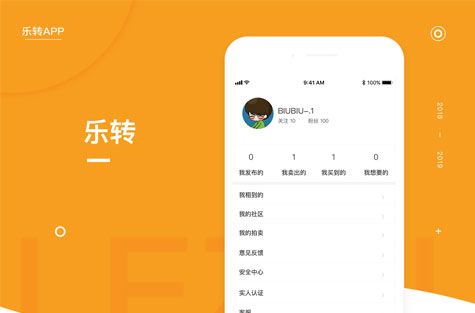 乐转APP
乐转
2018 – 2019
9:41 AM
100%
BIUBIU~.1
关注 10 粉丝 100
0 1 1 0
我发布的 我卖出的 我买到的 我想要的
我租到的
我的社区
我的拍卖
意见反馈
安全中心
实人认证
客服